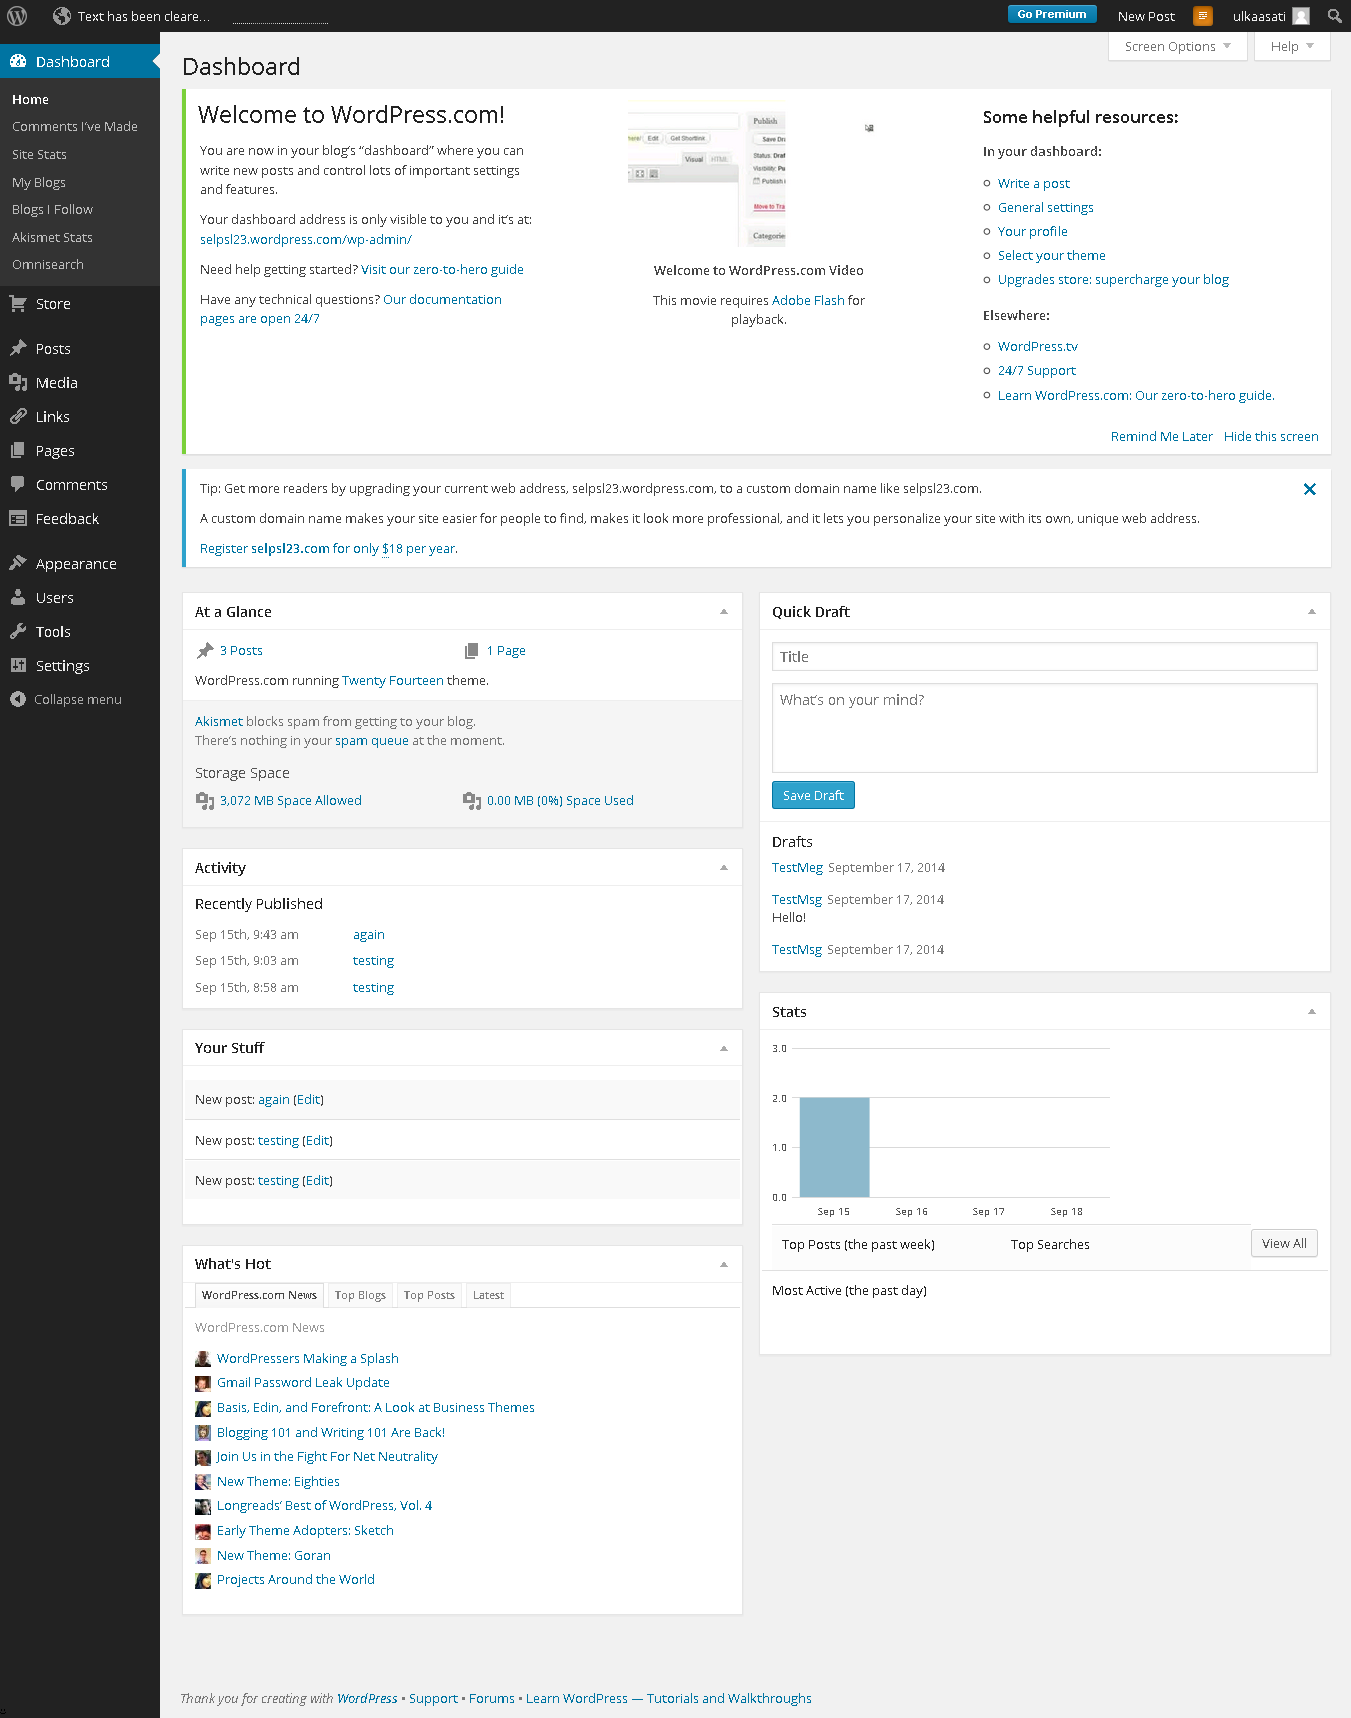 Text has been cleare...
Go Premium
New Post
ulkaasati
Dashboard
Home
Comments I've Made
Site Stats
My Blogs
Blogs I Follow
Akismet Stats
Omnisearch
Store
Posts
Media
Links
Pages
Comments
Feedback
Appearance
Users
Tools
Settings
Collapse menu
Screen Options
Help
Dashboard
Welcome to WordPress.com!
You are now in your blog's “dashboard” where you can
write new posts and control lots of important settings
and features.
Your dashboard address is only visible to you and it's at:
selpsl23.wordpress.com/wp-admin/
Need help getting started? Visit our zero-to-hero guide
Have any technical questions? Our documentation
pages are open 24/7
Publish
Edit
Get Shortlink
Visual
HTML
Save Dra
Status: Draf
Visibility: Pu
Publish i
Move to Tra
Categorie
Welcome to WordPress.com Video
This movie requires Adobe Flash for
playback.
Some helpful resources:
In your dashboard:
Write a post
General settings
Your profile
Select your theme
Upgrades store: supercharge your blog
Elsewhere:
WordPress.tv
24/7 Support
Learn WordPress.com: Our zero-to-hero guide.
Remind Me Later
Hide this screen
Tip: Get more readers by upgrading your current web address, selpsl23.wordpress.com, to a custom domain name like selpsl23.com.
A custom domain name makes your site easier for people to find, makes it look more professional, and it lets you personalize your site with its own, unique web address.
Register selpsl23.com for only $18 per year.
At a Glance
3 Posts
1 Page
WordPress.com running Twenty Fourteen theme.
Akismet blocks spam from getting to your blog.
There's nothing in your spam queue at the moment.
Storage Space
3,072 MB Space Allowed
0.00 MB (0%) Space Used
Activity
Recently Published
Sep 15th, 9:43 am again
Sep 15th, 9:03 am testing
Sep 15th, 8:58 am testing
Your Stuff
New post: again (Edit)
New post: testing (Edit)
New post: testing (Edit)
What's Hot
WordPress.com News
Top Blogs
Top Posts
Latest
WordPress.com News
WordPressers Making a Splash
Gmail Password Leak Update
Basis, Edin, and Forefront: A Look at Business Themes
Blogging 101 and Writing 101 Are Back!
Join Us in the Fight For Net Neutrality
New Theme: Eighties
Longreads' Best of WordPress, Vol. 4
Early Theme Adopters: Sketch
New Theme: Goran
Projects Around the World
Quick Draft
Title
What's on your mind?
Save Draft
Drafts
TestMeg September 17, 2014
TestMsg September 17, 2014
Hello!
TestMsg September 17, 2014
Stats
3.0
2.0
1.0
0.0
Sep 15
Sep 16
Sep 17
Sep 18
Top Posts (the past week)
Top Searches
View All
Most Active (the past day)
Thank you for creating with WordPress • Support • Forums • Learn WordPress — Tutorials and Walkthroughs